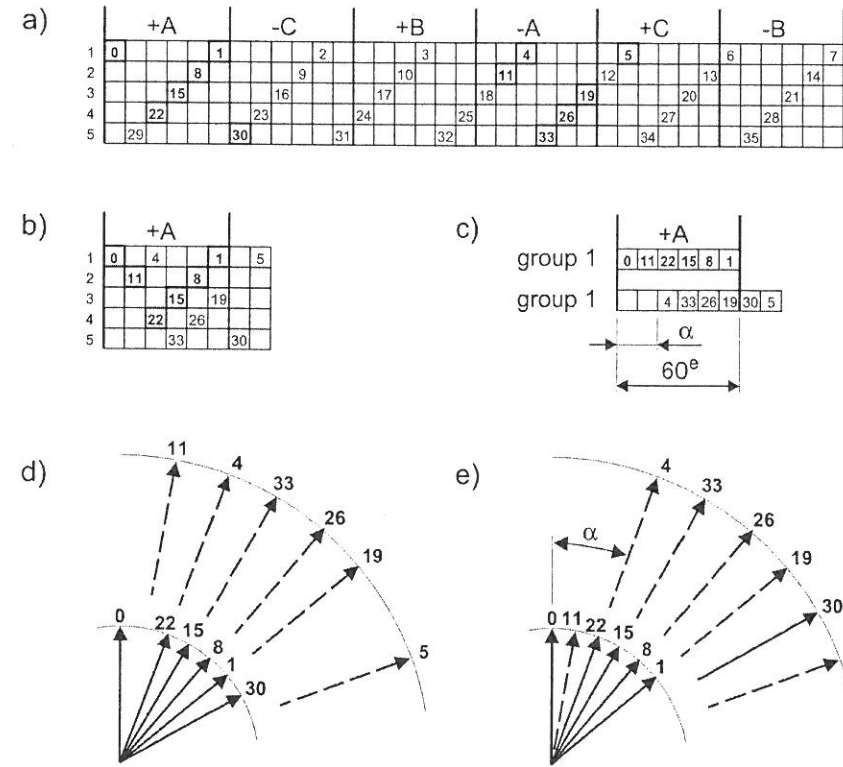 a)
+A -C +B -A +C -B
1 0 1 2 3 4 5 6 7
2 8 9 10 11 12 13 14
3 15 16 17 18 19 20 21
4 22 23 24 25 26 27 28
5 29 30 31 32 33 34 35
b)
+A
1 0 4 1 5
2 11 8
3 15 19
4 22 26
5 33 30
c)
+A
group 1 0 11 22 15 8 1
group 1 4 33 26 19 30 5
α
60e
d)
11 4 33 26 19 5
0 22 15 8 1 30
e)
4 33 26 19 30
α
0 11 22 15 8 1